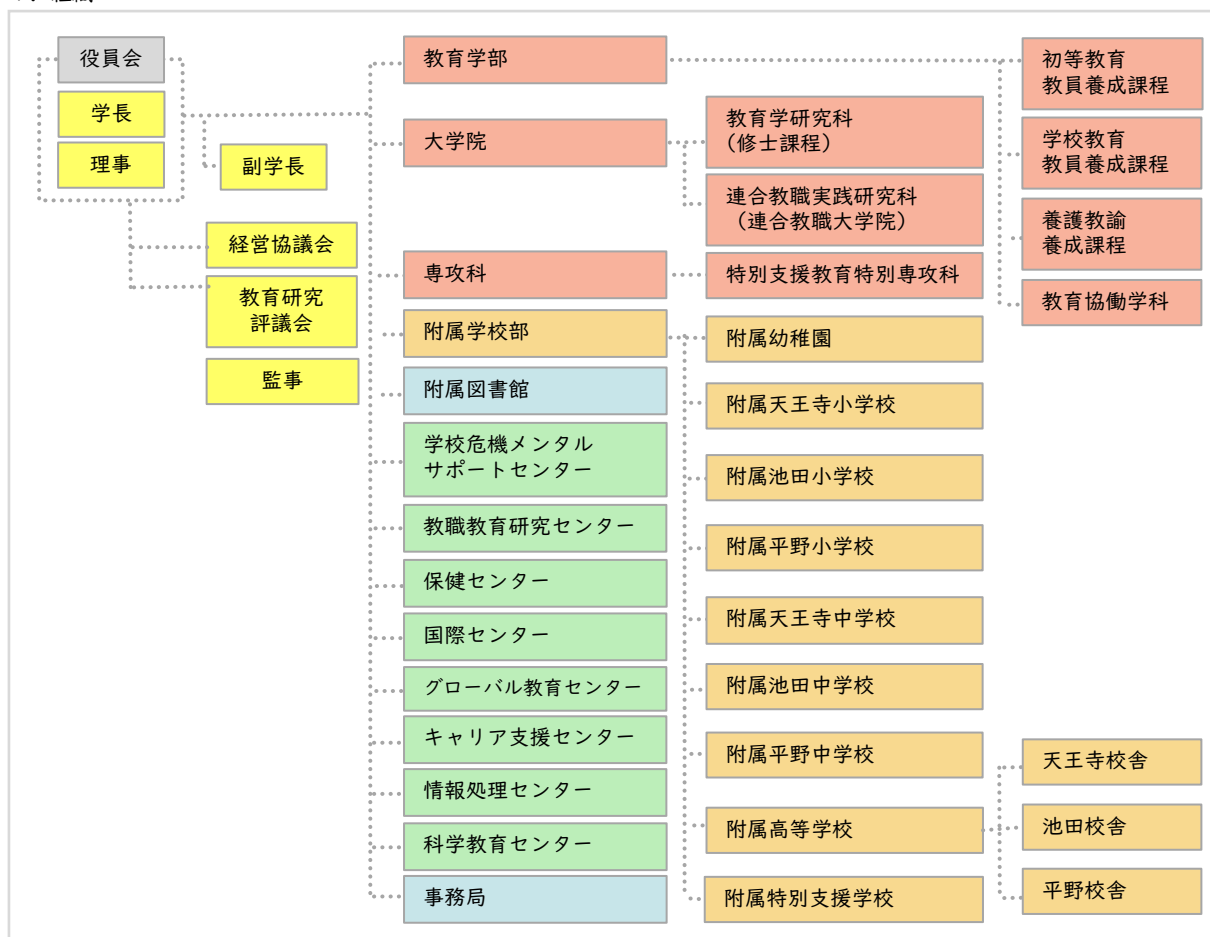 役員会
学長
理事
副学長
経営協議会
教育研究
評議会
監事
教育学部
大学院
専攻科
附属学校部
附属図書館
学校危機メンタル
サポートセンター
教職教育研究センター
保健センター
国際センター
グローバル教育センター
キャリア支援センター
情報処理センター
科学教育センター
事務局
教育学研究科
(修士課程)
連合教職実践研究科
(連合教職大学院)
特別支援教育特別専攻科
附属幼稚園
附属天王寺小学校
附属池田小学校
附属平野小学校
附属天王寺中学校
附属池田中学校
附属平野中学校
附属高等学校
附属特別支援学校
初等教育
教員養成課程
学校教育
教員養成課程
養護教諭
養成課程
教育協働学科
天王寺校舎
池田校舎
平野校舎